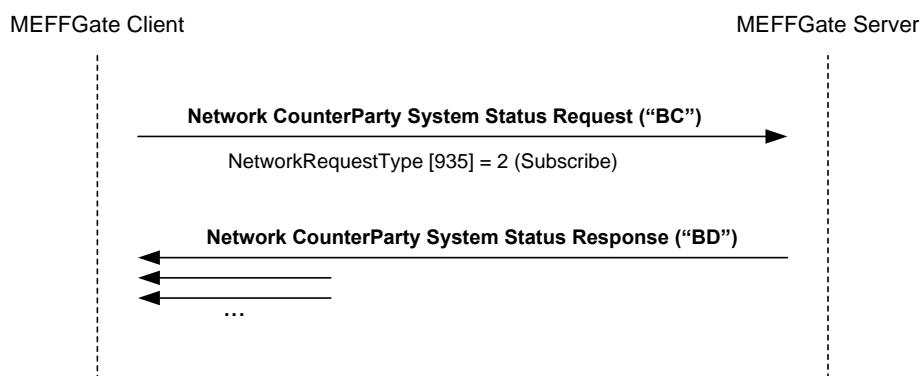 MEFFGate Client
MEFFGate Server
Network CounterParty System Status Request (“BC”)
NetworkRequestType [935] = 2 (Subscribe)
Network CounterParty System Status Response (“BD”)
...